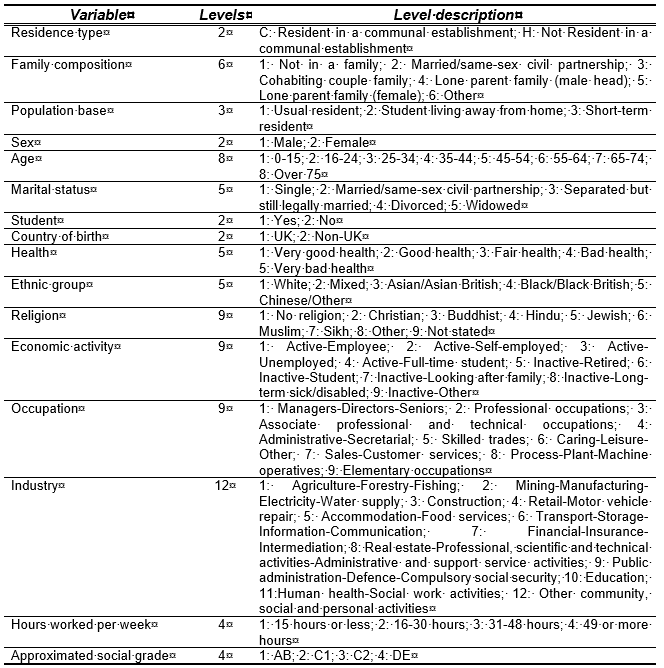 Variable¤ Levels¤ Level·description¤
Residence·type¤ 2¤ C:·Resident·in·a·communal·establishment;·H:·Not·Resident·in·a·
communal·establishment¤
Family·composition¤ 6¤ 1:·Not·in·a·family;·2:·Married/same-sex·civil·partnership;·3:·
Cohabiting·couple·family;·4:·Lone·parent·family·(male·head);·5:·
Lone·parent·family·(female);·6:·Other¤
Population·base¤ 3¤ 1:·Usual·resident;·2:·Student·living·away·from·home;·3:·Short-term·
resident¤
Sex¤ 2¤ 1:·Male;·2:·Female¤
Age¤ 8¤ 1:·0-15;·2:·16-24;·3:·25-34;·4:·35-44;·5:·45-54;·6:·55-64;·7:·65-74;·
8:·Over·75¤
Marital·status¤ 5¤ 1:·Single;·2:·Married/same-sex·civil·partnership;·3:·Separated·but·
still·legally·married;·4:·Divorced;·5:·Widowed¤
Student¤ 2¤ 1:·Yes;·2:·No¤
Country·of·birth¤ 2¤ 1:·UK;·2:·Non-UK¤
Health¤ 5¤ 1:·Very·good·health;·2:·Good·health;·3:·Fair·health;·4:·Bad·health;·
5:·Very·bad·health¤
Ethnic·group¤ 5¤ 1:·White;·2:·Mixed;·3:·Asian/Asian·British;·4:·Black/Black·British;·5:·
Chinese/Other¤
Religion¤ 9¤ 1:·No·religion;·2:·Christian;·3:·Buddhist;·4:·Hindu;·5:·Jewish;·6:·
Muslim;·7:·Sikh;·8:·Other;·9:·Not·stated¤
Economic·activity¤ 9¤ 1:·Active-Employee;·2:·Active-Self-employed;·3:·Active-
Unemployed;·4:·Active-Full-time·student;·5:·Inactive-Retired;·6:·
Inactive-Student;·7:·Inactive-Looking·after·family;·8:·Inactive-Long-
term·sick/disabled;·9:·Inactive-Other¤
Occupation¤ 9¤ 1:·Managers-Directors-Seniors;·2:·Professional·occupations;·3:·
Associate·professional·and·technical·occupations;·4:·
Administrative-Secretarial;·5:·Skilled·trades;·6:·Caring-Leisure-
Other;·7:·Sales-Customer·services;·8:·Process-Plant-Machine·
operatives;·9:·Elementary·occupations¤
Industry¤ 12¤ 1:·Agriculture-Forestry-Fishing;·2:·Mining-Manufacturing-
Electricity-Water·supply;·3:·Construction;·4:·Retail-Motor·vehicle·
repair;·5:·Accommodation-Food·services;·6:·Transport-Storage-
Information-Communication;·7:·Financial-Insurance-
Intermediation;·8:·Real·estate-Professional,·scientific·and·technical·
activities-Administrative·and·support·service·activities;·9:·Public·
administration-Defence-Compulsory·social·security;·10:·Education;·
11:Human·health-Social·work·activities;·12:·Other·community,·
social·and·personal·activities¤
Hours·worked·per·week¤ 4¤ 1:·15·hours·or·less;·2:·16-30·hours;·3:·31-48·hours;·4:·49·or·more·
hours¤
Approximated·social·grade¤ 4¤ 1:·AB;·2:·C1;·3:·C2;·4:·DE¤